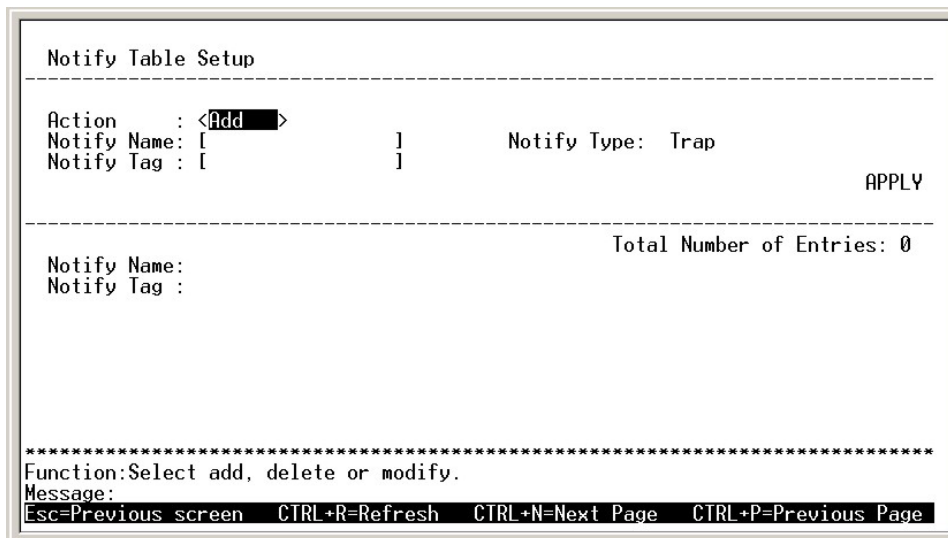 Notify Table Setup
--------------------------------------------------------------------------------
Action     : <Add   >
Notify Name: [                ]         Notify Type:  Trap
Notify Tag : [                ]
APPLY
--------------------------------------------------------------------------------
Total Number of Entries: 0
Notify Name:
Notify Tag :
********************************************************************************
Function:Select add, delete or modify.
Message:
Esc=Previous screen   CTRL+R=Refresh   CTRL+N=Next Page   CTRL+P=Previous Page